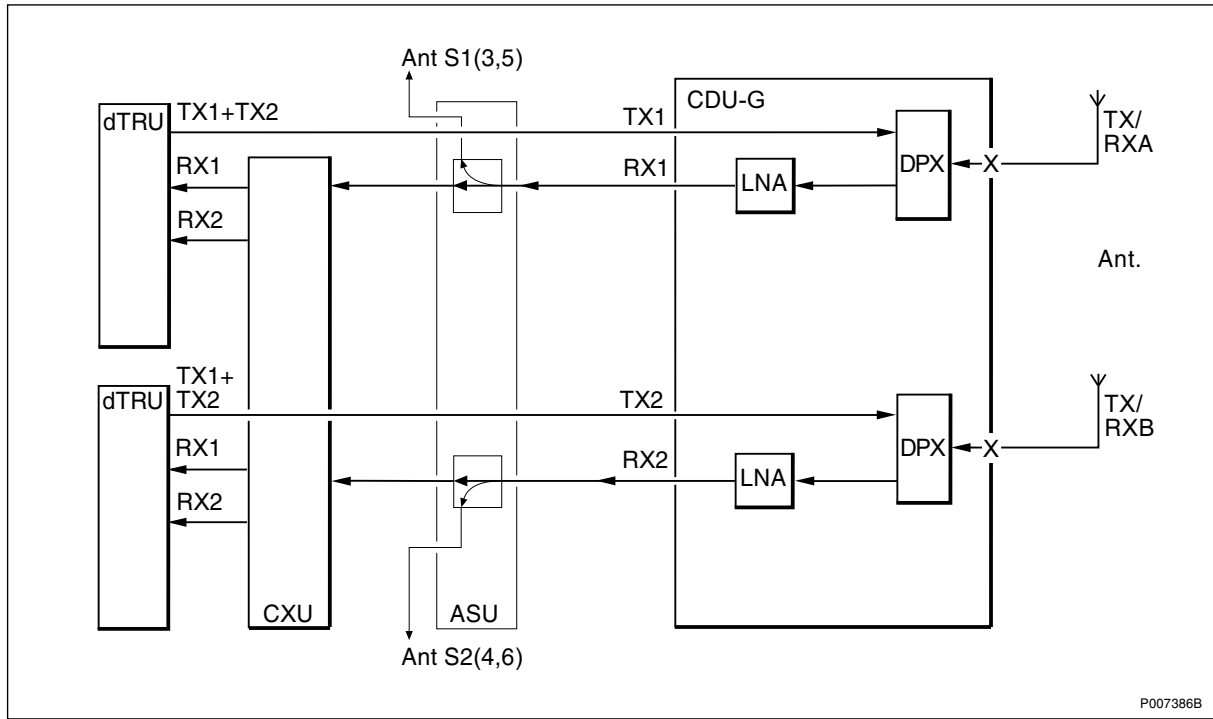 Ant S1(3,5)
dTRU
TX1+TX2
RX1
RX2
TX1
RX1
CDU-G
LNA
DPX
X
TX/
RXA
Ant.
dTRU
TX1+
TX2
RX1
RX2
TX2
RX2
LNA
DPX
X
TX/
RXB
CXU
ASU
Ant S2(4,6)
P007386B